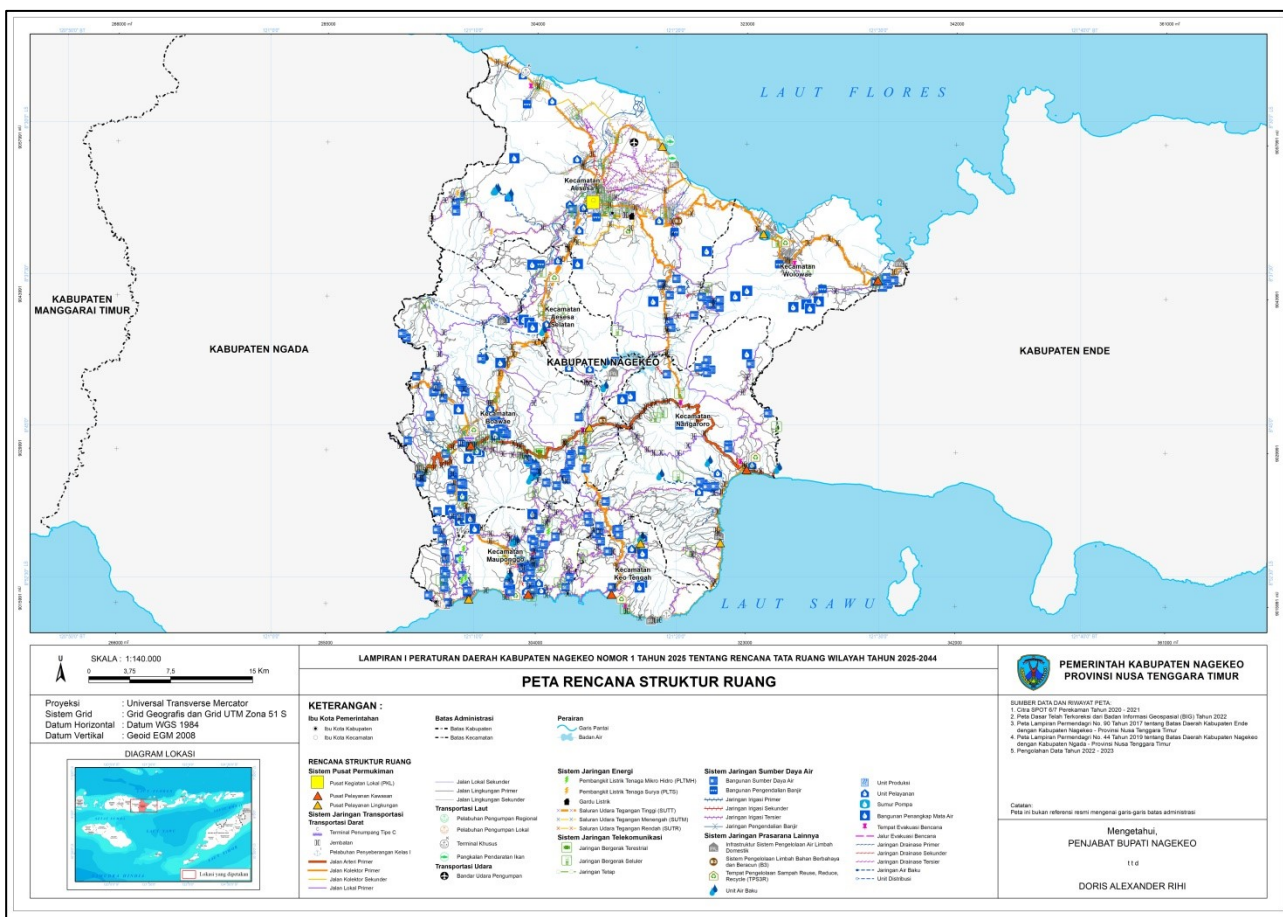 LAUT FLORES
Kecamatan
Aesesa
Kecamatan
Wolowae
KABUPATEN
MANGGARAI TIMUR
KABUPATEN NGADA
Kecamatan
Aesesa
Selatan
KABUPATEN NAGEKEO
KABUPATEN ENDE
Kecamatan
Boawae
Kecamatan
Nangaroro
Kecamatan
Mauponggo
Kecamatan
Keo Tengah
LAUT SAWU
U
SKALA : 1:140.000
0 3.75 7.5 15 Km
Proyeksi : Universal Transverse Mercator
Sistem Grid : Grid Geografis dan Grid UTM Zona 51 S
Datum Horizontal : Datum WGS 1984
Datum Vertikal : Geoid EGM 2008
DIAGRAM LOKASI
Lokasi yang dipetakan
LAMPIRAN I PERATURAN DAERAH KABUPATEN NAGEKEO NOMOR 1 TAHUN 2025 TENTANG RENCANA TATA RUANG WILAYAH TAHUN 2025-2044
PETA RENCANA STRUKTUR RUANG
KETERANGAN :
Ibu Kota Pemerintahan
Ibu Kota Kabupaten
Ibu Kota Kecamatan
Batas Administrasi
Batas Kabupaten
Batas Kecamatan
Perairan
Garis Pantai
Badan Air
RENCANA STRUKTUR RUANG
Sistem Pusat Permukiman
Pusat Kegiatan Lokal (PKL)
Pusat Pelayanan Kawasan
Pusat Pelayanan Lingkungan
Sistem Jaringan Transportasi
Transportasi Darat
Terminal Penumpang Tipe C
Jembatan
Pelabuhan Penyeberangan Kelas I
Jalan Arteri Primer
Jalan Kolektor Primer
Jalan Kolektor Sekunder
Jalan Lokal Primer
Jalan Lokal Sekunder
Jalan Lingkungan Primer
Jalan Lingkungan Sekunder
Transportasi Laut
Pelabuhan Pengumpan Regional
Pelabuhan Pengumpan Lokal
Terminal Khusus
Pangkalan Pendaratan Ikan
Transportasi Udara
Bandar Udara Pengumpan
Sistem Jaringan Energi
Pembangkit Listrik Tenaga Mikro Hidro (PLTMH)
Pembangkit Listrik Tenaga Surya (PLTS)
Gardu Listrik
Saluran Udara Tegangan Tinggi (SUTT)
Saluran Udara Tegangan Menengah (SUTM)
Saluran Udara Tegangan Rendah (SUTR)
Sistem Jaringan Telekomunikasi
Jaringan Bergerak Terestrial
Jaringan Bergerak Seluler
Jaringan Tetap
Sistem Jaringan Sumber Daya Air
Bangunan Sumber Daya Air
Bangunan Pengendalian Banjir
Jaringan Irigasi Primer
Jaringan Irigasi Sekunder
Jaringan Irigasi Tersier
Jaringan Pengendalian Banjir
Sistem Jaringan Prasarana Lainnya
Infrastruktur Sistem Pengelolaan Air Limbah
Domestik
Sistem Pengelolaan Limbah Bahan Berbahaya
dan Beracun (B3)
Tempat Pengelolaan Sampah Reuse, Reduce,
Recycle (TPS3R)
Unit Air Baku
Unit Produksi
Unit Pelayanan
Sumur Pompa
Bangunan Penangkap Mata Air
Tempat Evakuasi Bencana
Jalur Evakuasi Bencana
Jaringan Drainase Primer
Jaringan Drainase Sekunder
Jaringan Drainase Tersier
Jaringan Air Baku
Unit Distribusi
PEMERINTAH KABUPATEN NAGEKEO
PROVINSI NUSA TENGGARA TIMUR
SUMBER DATA DAN RIWAYAT PETA:
1. Citra SPOT 6/7 Perekaman Tahun 2020 - 2021
2. Peta Dasar Telah Terkoreksi dari Badan Informasi Geospasial (BIG) Tahun 2022
3. Peta Lampiran Permendagri No. 90 Tahun 2017 tentang Batas Daerah Kabupaten Ende
dengan Kabupaten Nagekeo - Provinsi Nusa Tenggara Timur
4. Peta Lampiran Permendagri No. 44 Tahun 2019 tentang Batas Daerah Kabupaten Nagekeo
dengan Kabupaten Ngada - Provinsi Nusa Tenggara Timur
5. Pengolahan Data Tahun 2022 - 2023
Catatan:
Peta ini bukan referensi resmi mengenai garis-garis batas administrasi
Mengetahui,
PENJABAT BUPATI NAGEKEO
ttd
DORIS ALEXANDER RIHI